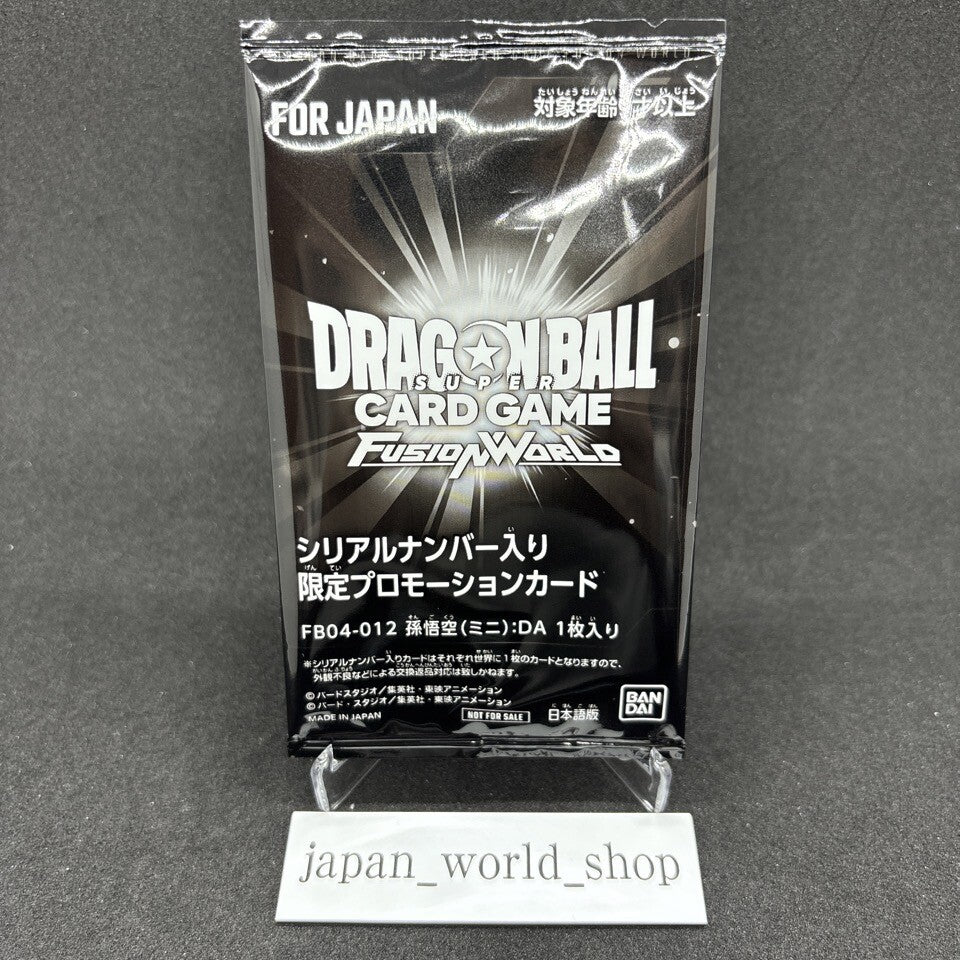 FOR JAPAN
対象年齢 才以上
DRAGON BALL
SUPER
CARD GAME
FUSION WORLD
シリアルナンバー入り
限定プロモーションカード
FB04-012 孫悟空(ミニ):DA 1枚入り
※シリアルナンバー入りカードはそれぞれ世界に1枚のカードとなりますので、
外観不良などによる交換返品対応は致しかねます。
©バードスタジオ/集英社・東映アニメーション
©バード・スタジオ/集英社・東映アニメーション
MADE IN JAPAN
NOT FOR SALE
日本語版
BAN
DAI
japan_world_shop